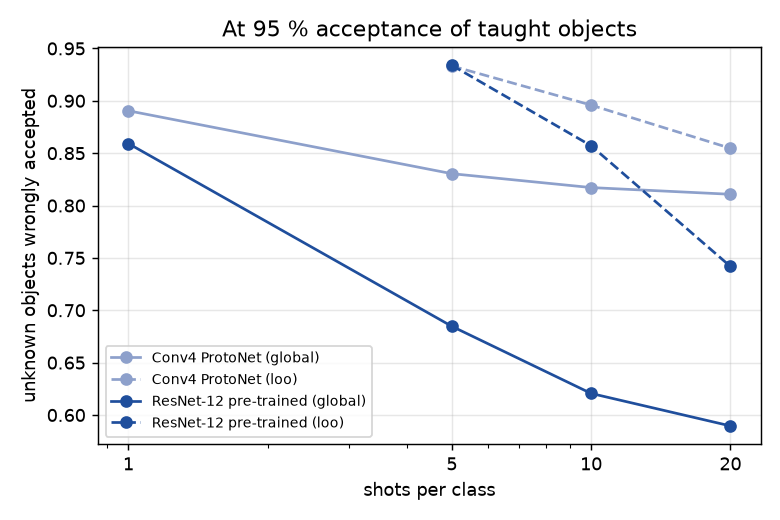 At 95 % acceptance of taught objects
unknown objects wrongly accepted
0.95
0.90
0.85
0.80
0.75
0.70
0.65
0.60
Conv4 ProtoNet (global)
Conv4 ProtoNet (loo)
ResNet-12 pre-trained (global)
ResNet-12 pre-trained (loo)
1
5
10
20
shots per class